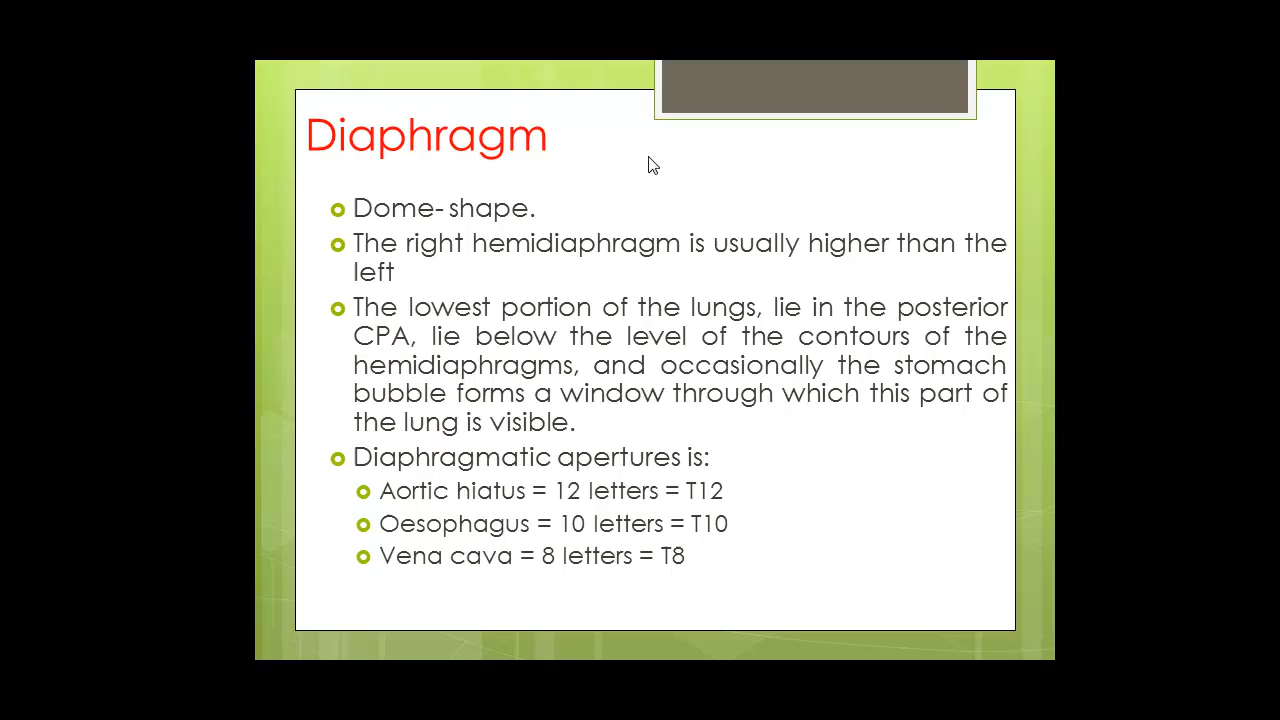 Diaphragm
Dome- shape.
The right hemidiaphragm is usually higher than the
left
The lowest portion of the lungs, lie in the posterior
CPA, lie below the level of the contours of the
hemidiaphragms, and occasionally the stomach
bubble forms a window through which this part of
the lung is visible.
Diaphragmatic apertures is:
Aortic hiatus = 12 letters = T12
Oesophagus = 10 letters = T10
Vena cava = 8 letters = T8